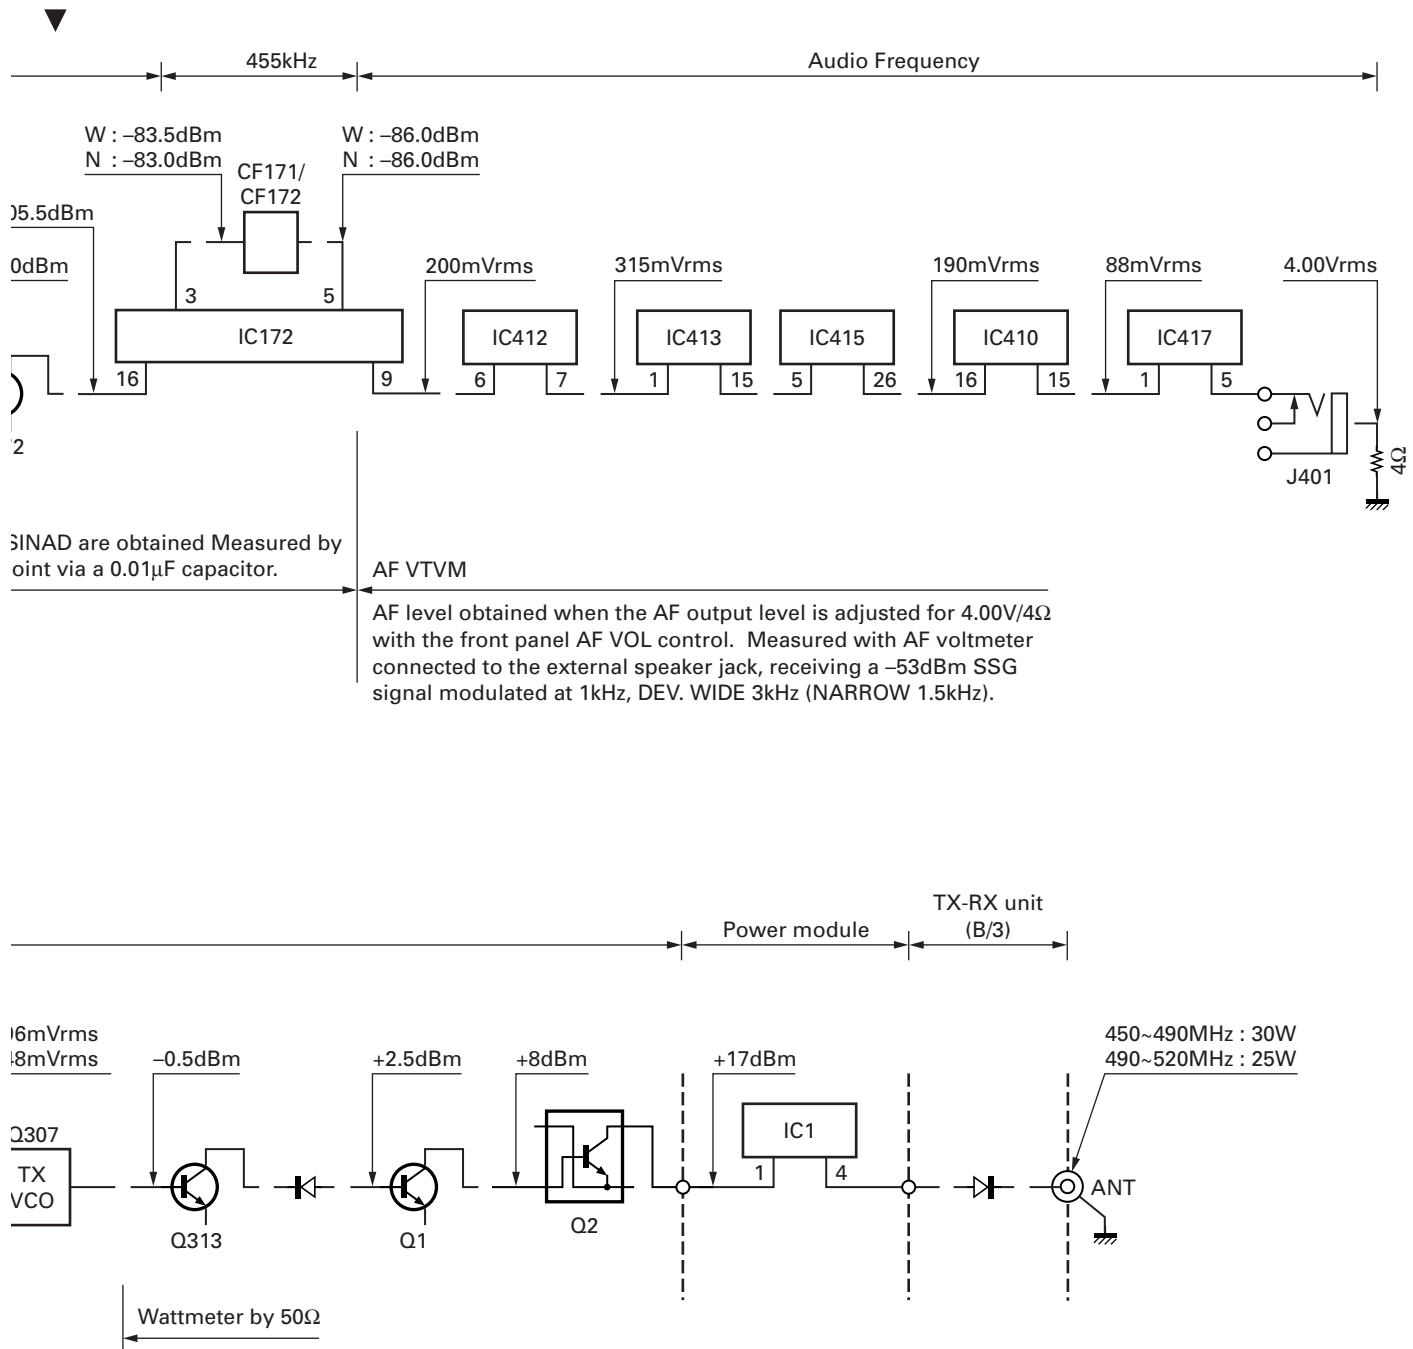 455kHz
Audio Frequency
W : –83.5dBm
N : –83.0dBm
W : –86.0dBm
N : –86.0dBm
CF171/
CF172
05.5dBm
0dBm
200mVrms
315mVrms
190mVrms
88mVrms
4.00Vrms
3
5
IC172
IC412
IC413
IC415
IC410
IC417
16
9
6
7
1
15
5
26
16
15
1
5
2
J401
4Ω
SINAD are obtained Measured by
oint via a 0.01µF capacitor.
AF VTVM
AF level obtained when the AF output level is adjusted for 4.00V/4Ω
with the front panel AF VOL control.  Measured with AF voltmeter
connected to the external speaker jack, receiving a –53dBm SSG
signal modulated at 1kHz, DEV. WIDE 3kHz (NARROW 1.5kHz).
TX-RX unit
(B/3)
Power module
6mVrms
8mVrms
–0.5dBm
+2.5dBm
+8dBm
+17dBm
450~490MHz : 30W
490~520MHz : 25W
Q307
TX
VCO
IC1
1
4
ANT
Q313
Q1
Q2
Wattmeter by 50Ω